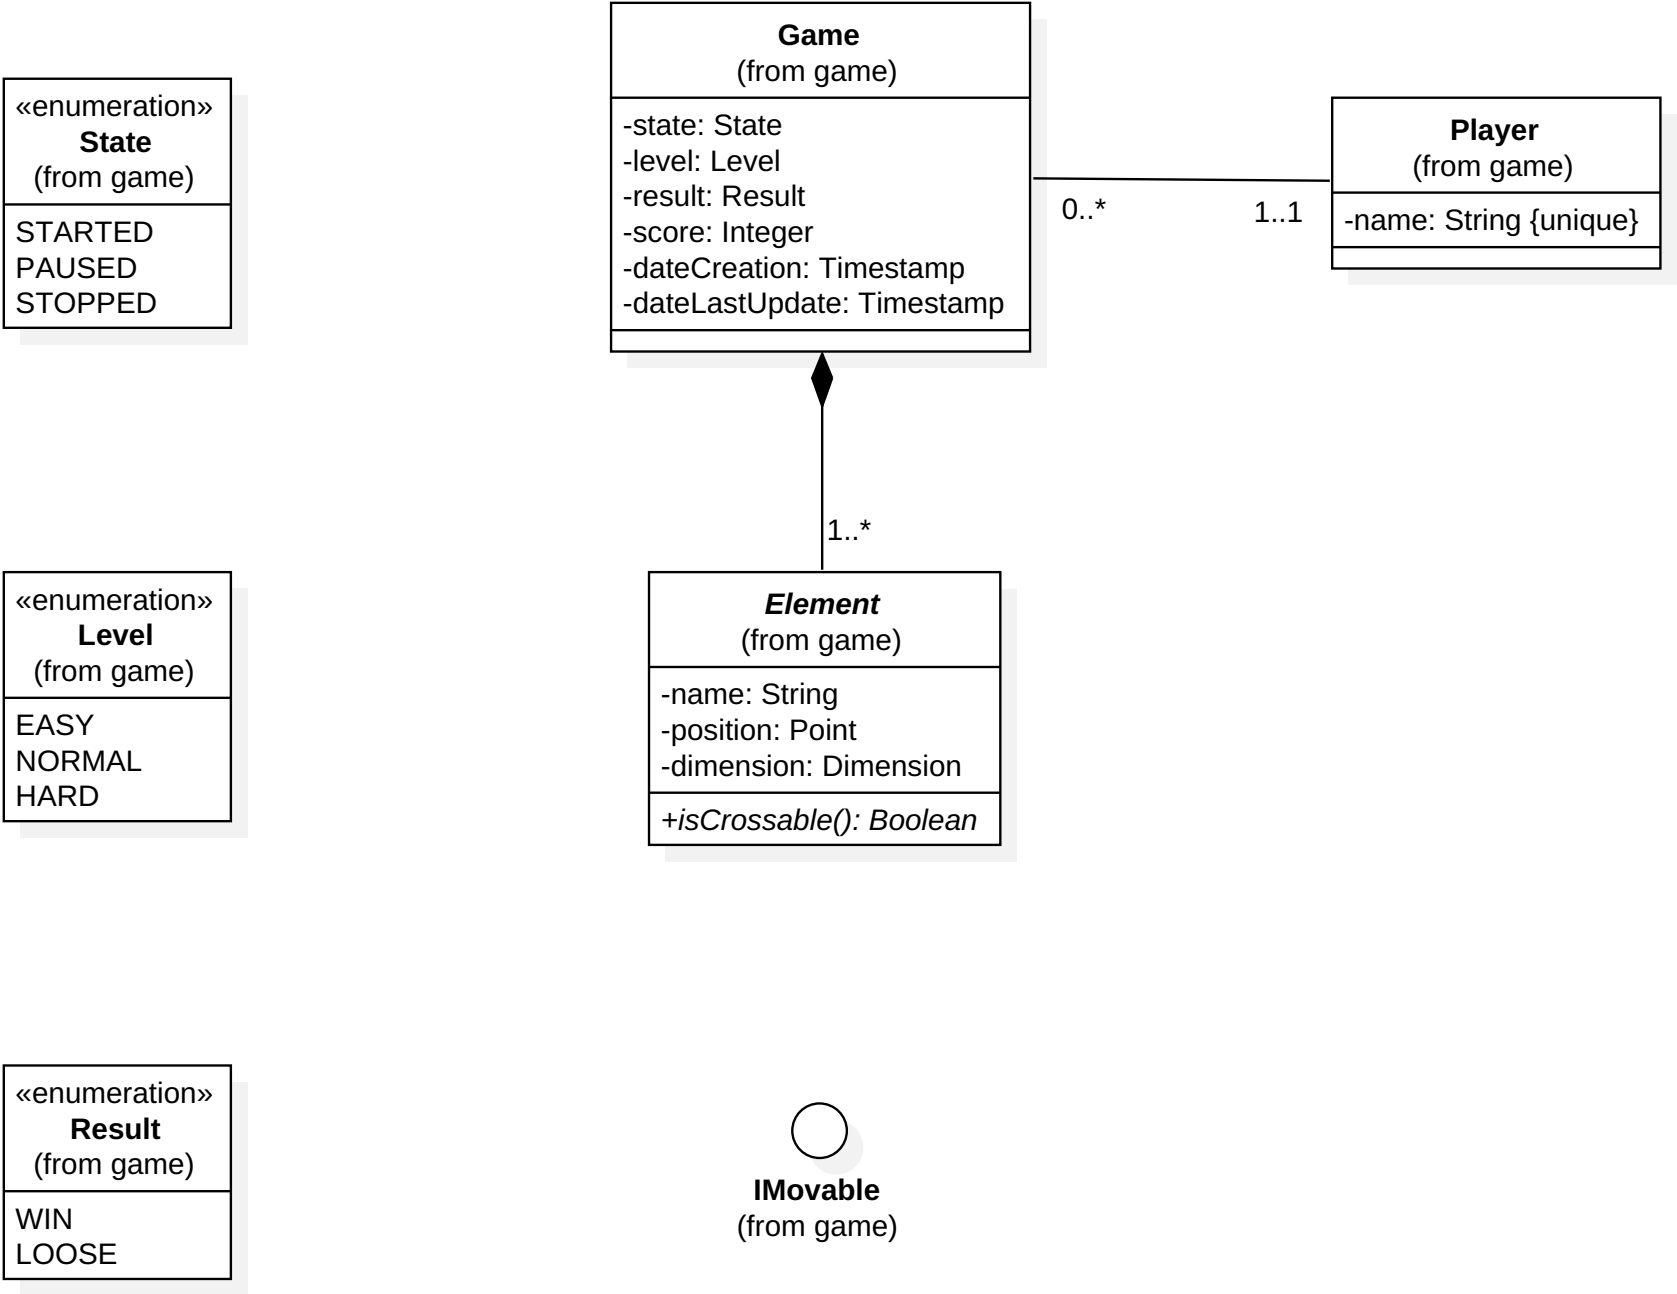 Game
(from game)
-state: State
-level: Level
-result: Result
-score: Integer
-dateCreation: Timestamp
-dateLastUpdate: Timestamp
«enumeration»
State
(from game)
STARTED
PAUSED
STOPPED
Player
(from game)
-name: String {unique}
0..*
1..1
1..*
«enumeration»
Level
(from game)
EASY
NORMAL
HARD
Element
(from game)
-name: String
-position: Point
-dimension: Dimension
+isCrossable(): Boolean
«enumeration»
Result
(from game)
WIN
LOOSE
IMovable
(from game)